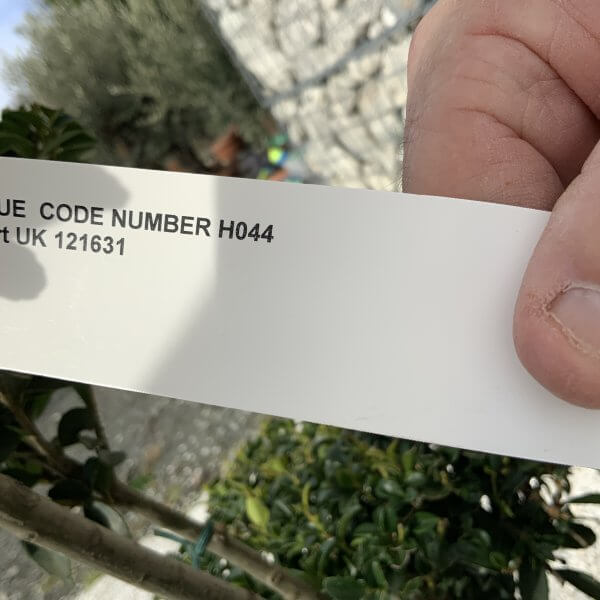 UE CODE NUMBER H044
rt UK 121631